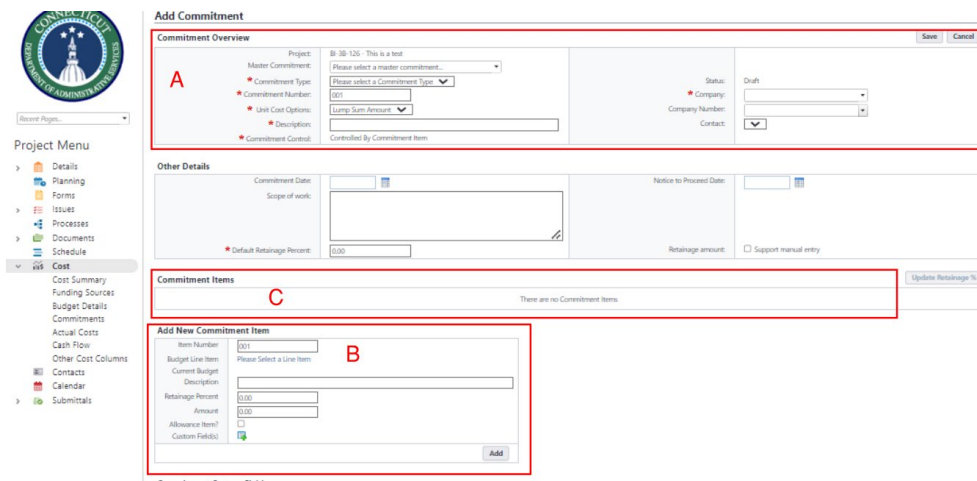 CONNECTICUT
DEPARTMENT OF ADMINISTRATIVE SERVICES
Recent Pages...
Project Menu
Details
Planning
Forms
Issues
Processes
Documents
Schedule
Cost
Cost Summary
Funding Sources
Budget Details
Commitments
Actual Costs
Cash Flow
Other Cost Columns
Contacts
Calendar
Submittals
Add Commitment
Commitment Overview Save Cancel
A
Project: BI-3B-126 - This is a test
Master Commitment: Please select a master commitment...
* Commitment Type: Please select a Commitment Type Status: Draft
* Commitment Number: 001 * Company:
* Unit Cost Options: Lump Sum Amount Company Number:
* Description: Contact:
* Commitment Control: Controlled By Commitment Item
Other Details
Commitment Date: Notice to Proceed Date:
Scope of work:
* Default Retainage Percent: 0.00 Retainage amount: Support manual entry
Commitment Items Update Retainage %
C
There are no Commitment Items
Add New Commitment Item
B
Item Number 001
Budget Line Item Please Select a Line Item
Current Budget
Description
Retainage Percent 0.00
Amount 0.00
Allowance Item?
Custom Field(s)
Add